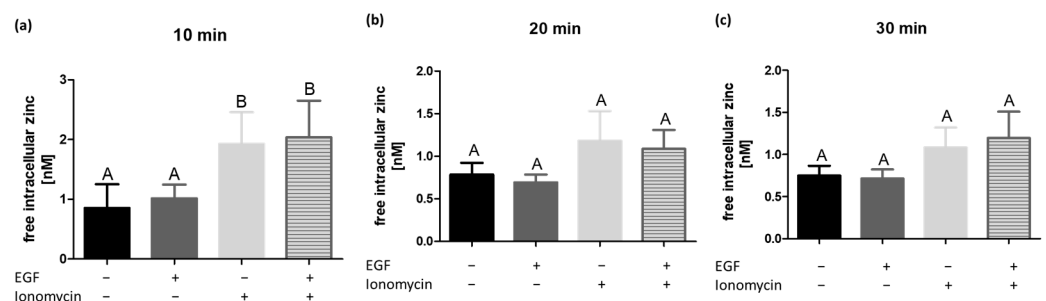 (a)
10 min
free intracellular zinc
[nM]
3
2
1
0
A
A
B
B
EGF
- + - +
Ionomycin
- - + +
(b)
20 min
free intracellular zinc
[nM]
2.0
1.5
1.0
0.5
0.0
A
A
A
A
EGF
- + - +
Ionomycin
- - + +
(c)
30 min
free intracellular zinc
[nM]
2.0
1.5
1.0
0.5
0.0
A
A
A
A
EGF
- + - +
Ionomycin
- - + +